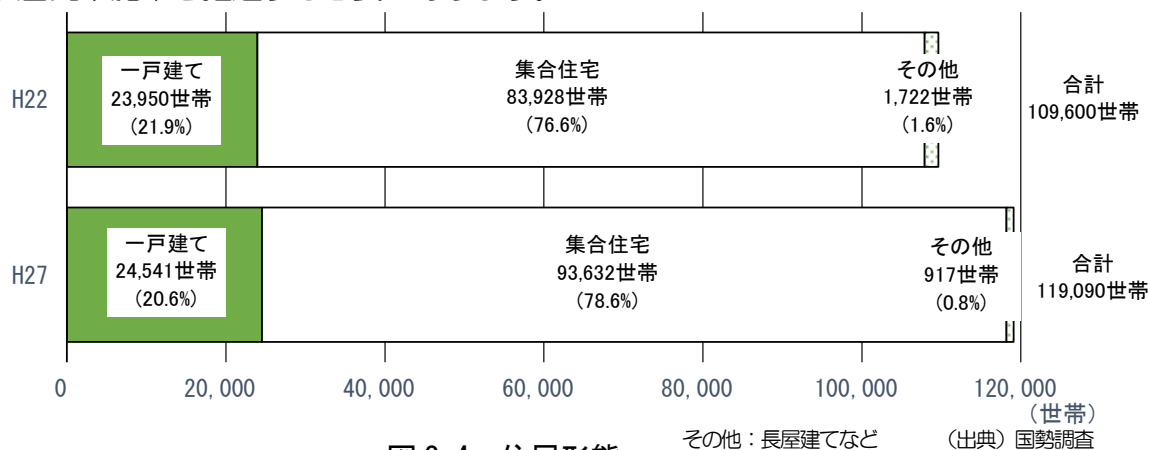 一戸建て
23,950世帯
(21.9%)
集合住宅
83,928世帯
(76.6%)
その他
1,722世帯
(1.6%)
H22
合計
109,600世帯
一戸建て
24,541世帯
(20.6%)
集合住宅
93,632世帯
(78.6%)
その他
917世帯
(0.8%)
H27
合計
119,090世帯
0 20,000 40,000 60,000 80,000 100,000 120,000
(世帯)
その他:長屋建てなど (出典)国勢調査